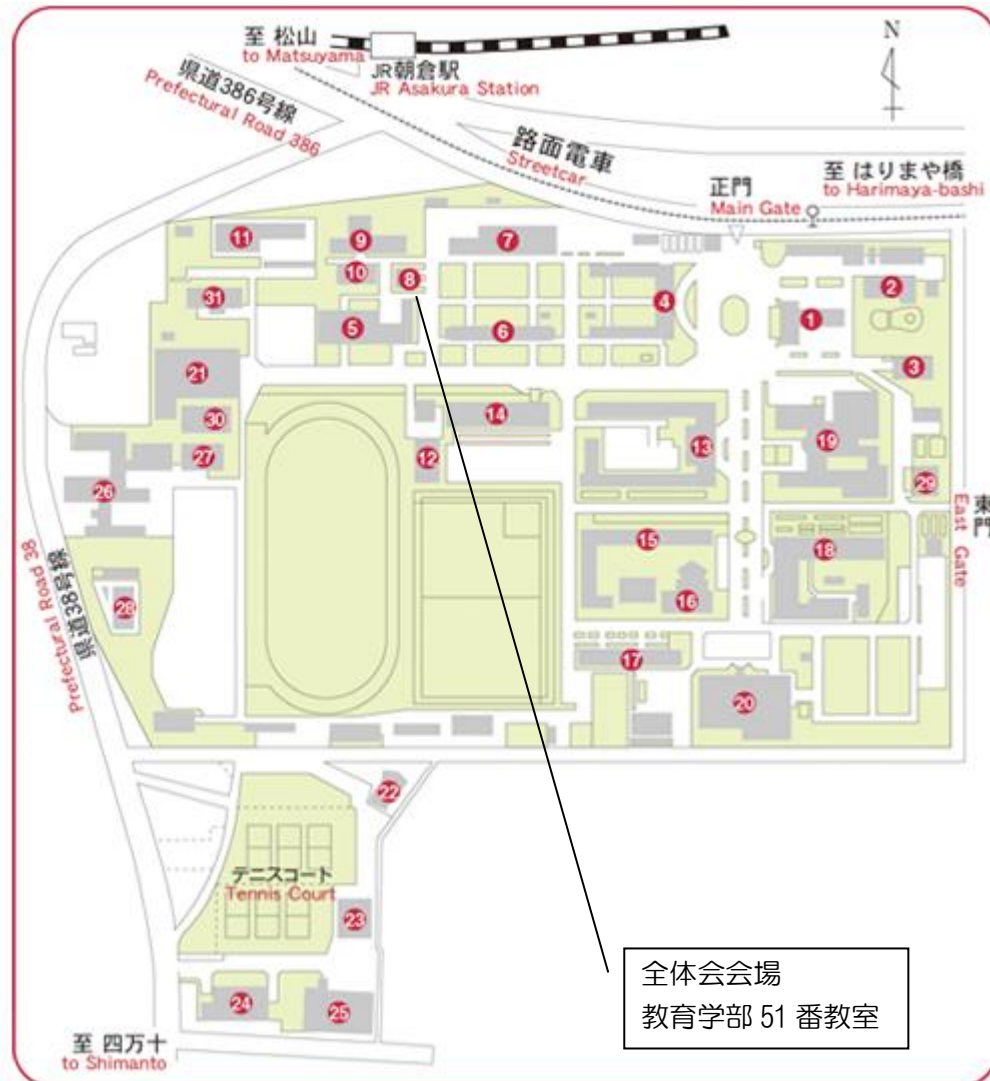 至 松山
to Matsuyama
JR朝倉駅
JR Asakura Station
N
県道386号線
Prefectural Road 386
路面電車
Streetcar
至 はりまや橋
to Harimaya-bashi
正門
Main Gate
11
9
7
10
8
2
31
4
5
6
1
21
3
30
14
12
13
19
27
29
26
東門
East Gate
15
18
28
16
県道38号線
Prefectural Road 38
17
20
22
テニスコート
Tennis Court
23
24
25
全体会会場
教育学部 51 番教室
至 四万十
to Shimanto